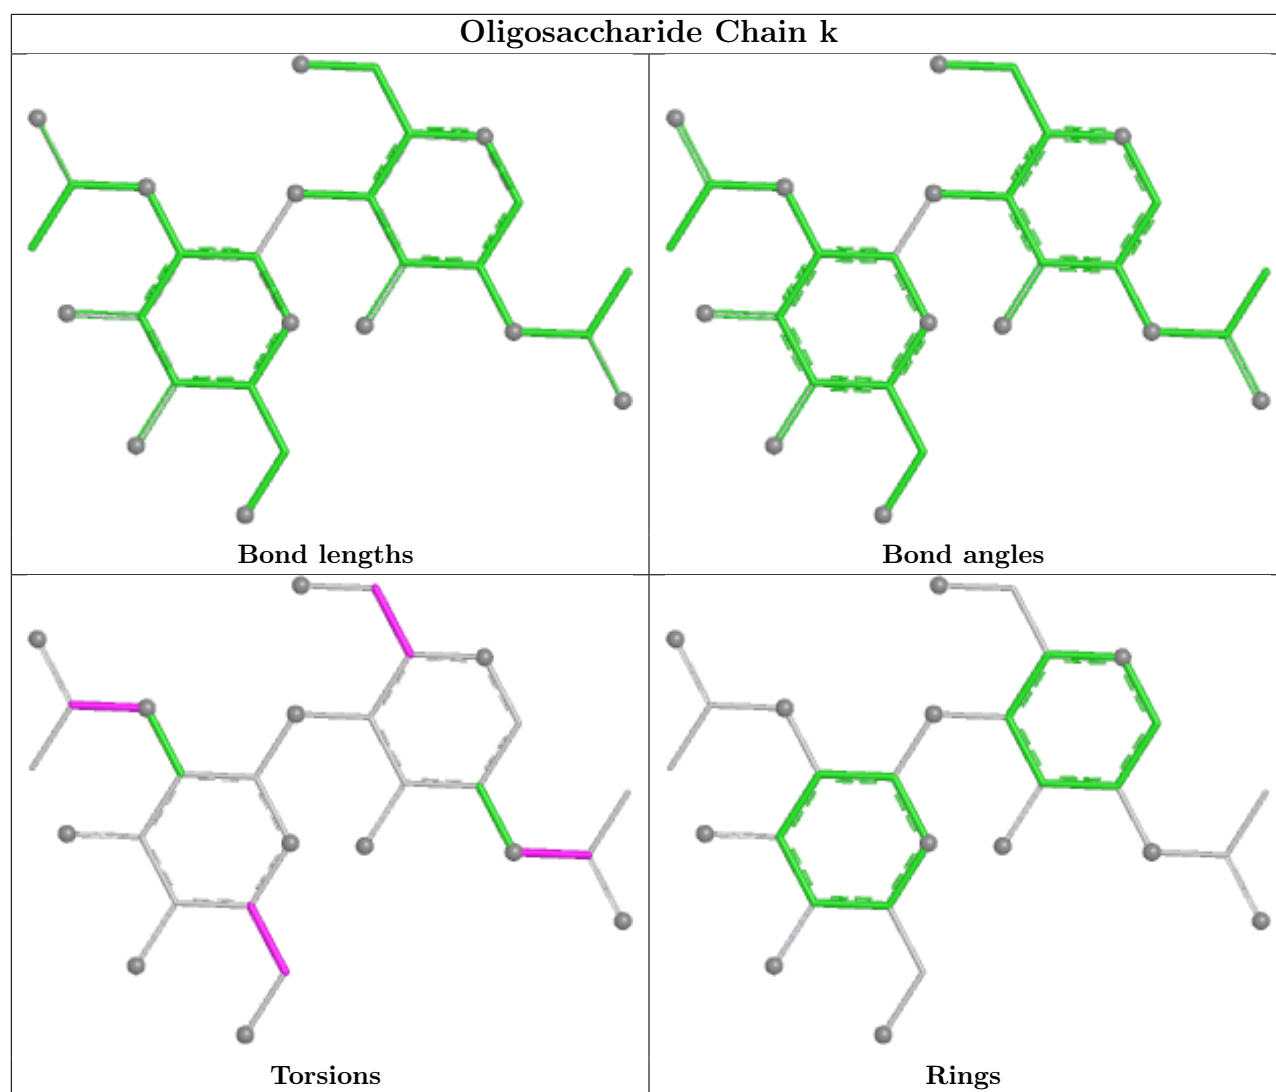 Oligosaccharide Chain k
Bond lengths
Bond angles
Torsions
Rings